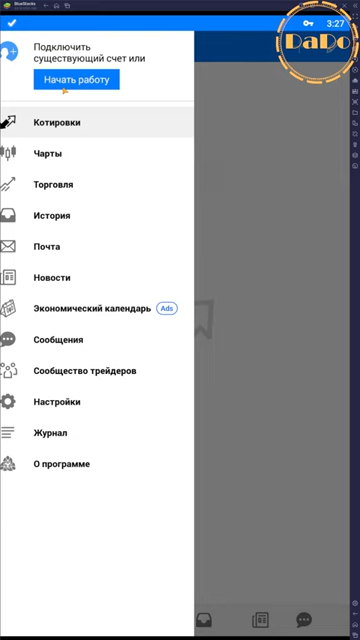 BlueStacks
3:27
DaDo
Подключить
существующий счет или
Начать работу
Котировки
Чарты
Торговля
История
Почта
Новости
Экономический календарь Ads
Сообщения
Сообщество трейдеров
Настройки
Журнал
О программе